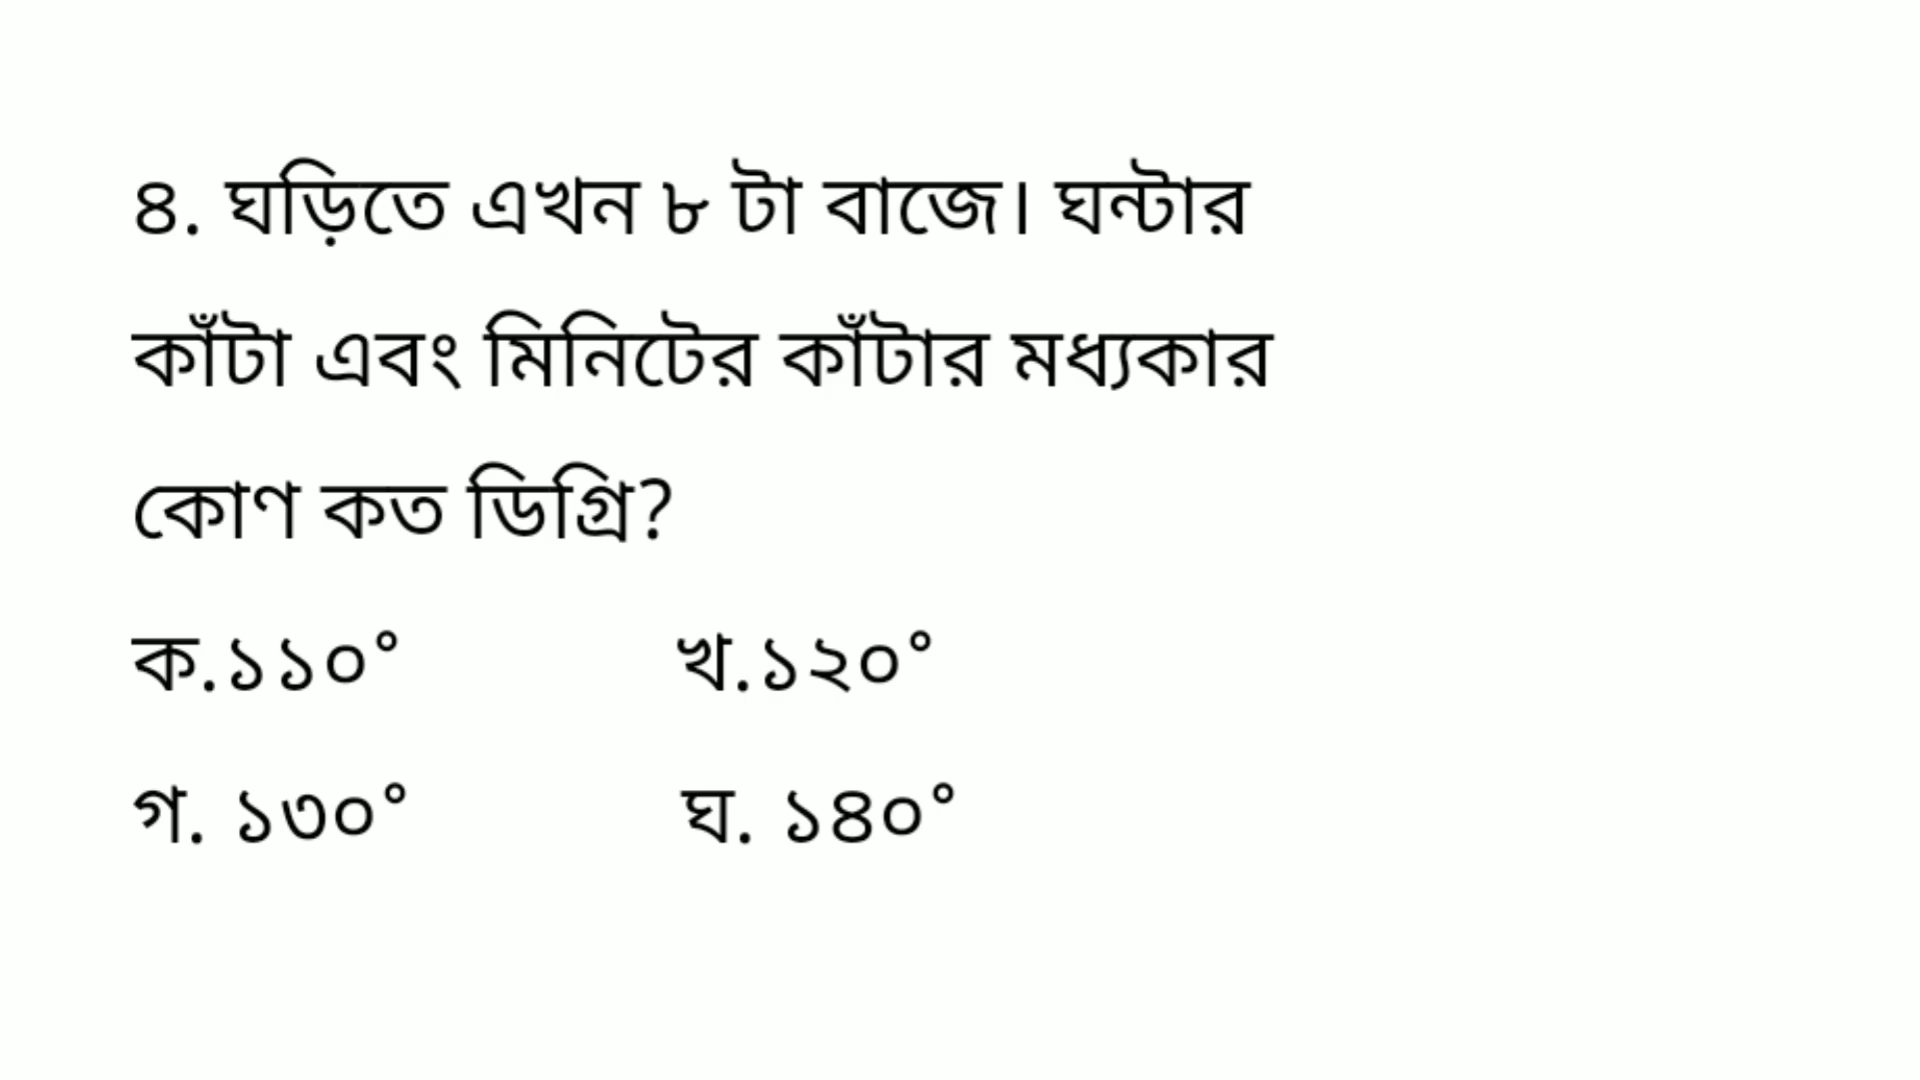 ৪. ঘড়িতে এখন ৮ টা বাজে। ঘন্টার
কাঁটা এবং মিনিটের কাঁটার মধ্যকার
কোণ কত ডিগ্রি?
ক.১১০° খ.১২০°
গ. ১৩০° ঘ. ১৪০°